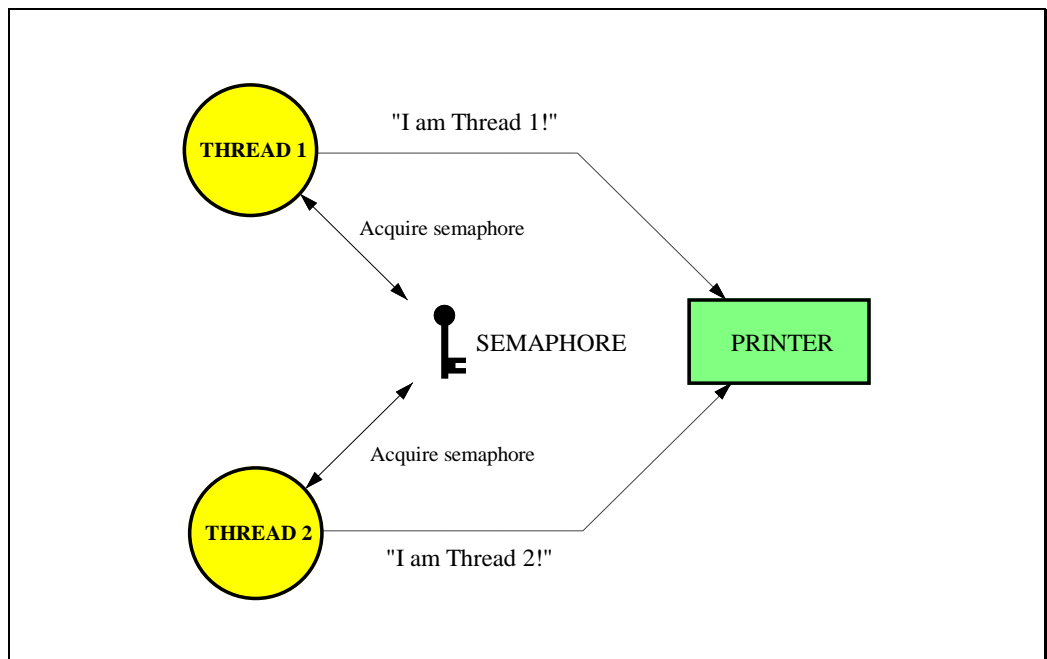 "I am Thread 1!"
THREAD 1
Acquire semaphore
SEMAPHORE
PRINTER
Acquire semaphore
THREAD 2
"I am Thread 2!"